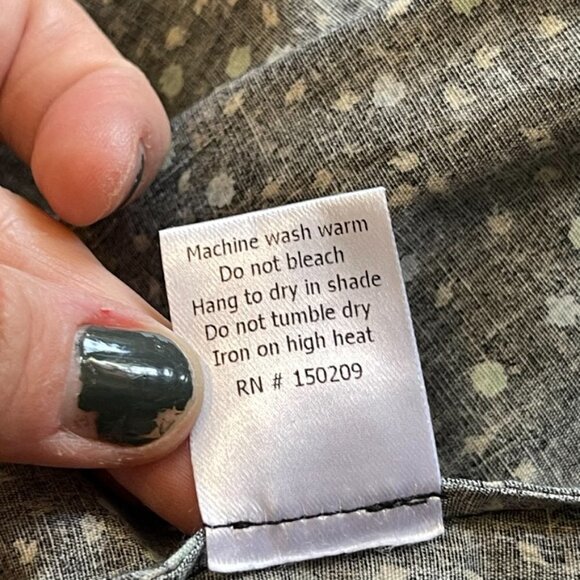 Machine wash warm
Do not bleach
Hang to dry in shade
Do not tumble dry
Iron on high heat
RN # 150209